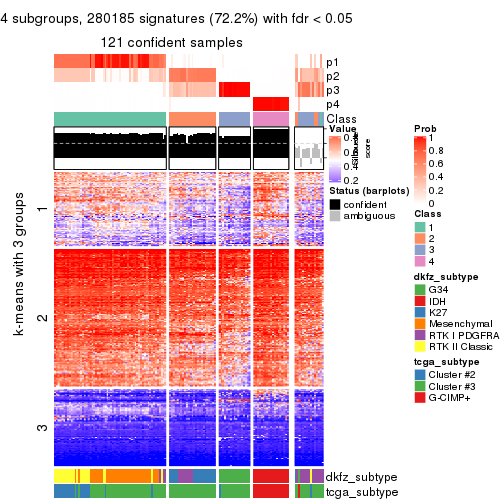 4 subgroups, 280185 signatures (72.2%) with fdr < 0.05
121 confident samples
p1
p2
p3
p4
Class
k-means with 3 groups
1
2
3
dkfz_subtype
tcga_subtype
Value
0.2
score
Status (barplots)
confident
ambiguous
Prob
1
0.8
0.6
0.4
0.2
0
Class
1
2
3
4
dkfz_subtype
G34
IDH
K27
Mesenchymal
RTK I PDGFRA
RTK II Classic
tcga_subtype
Cluster #2
Cluster #3
G-CIMP+